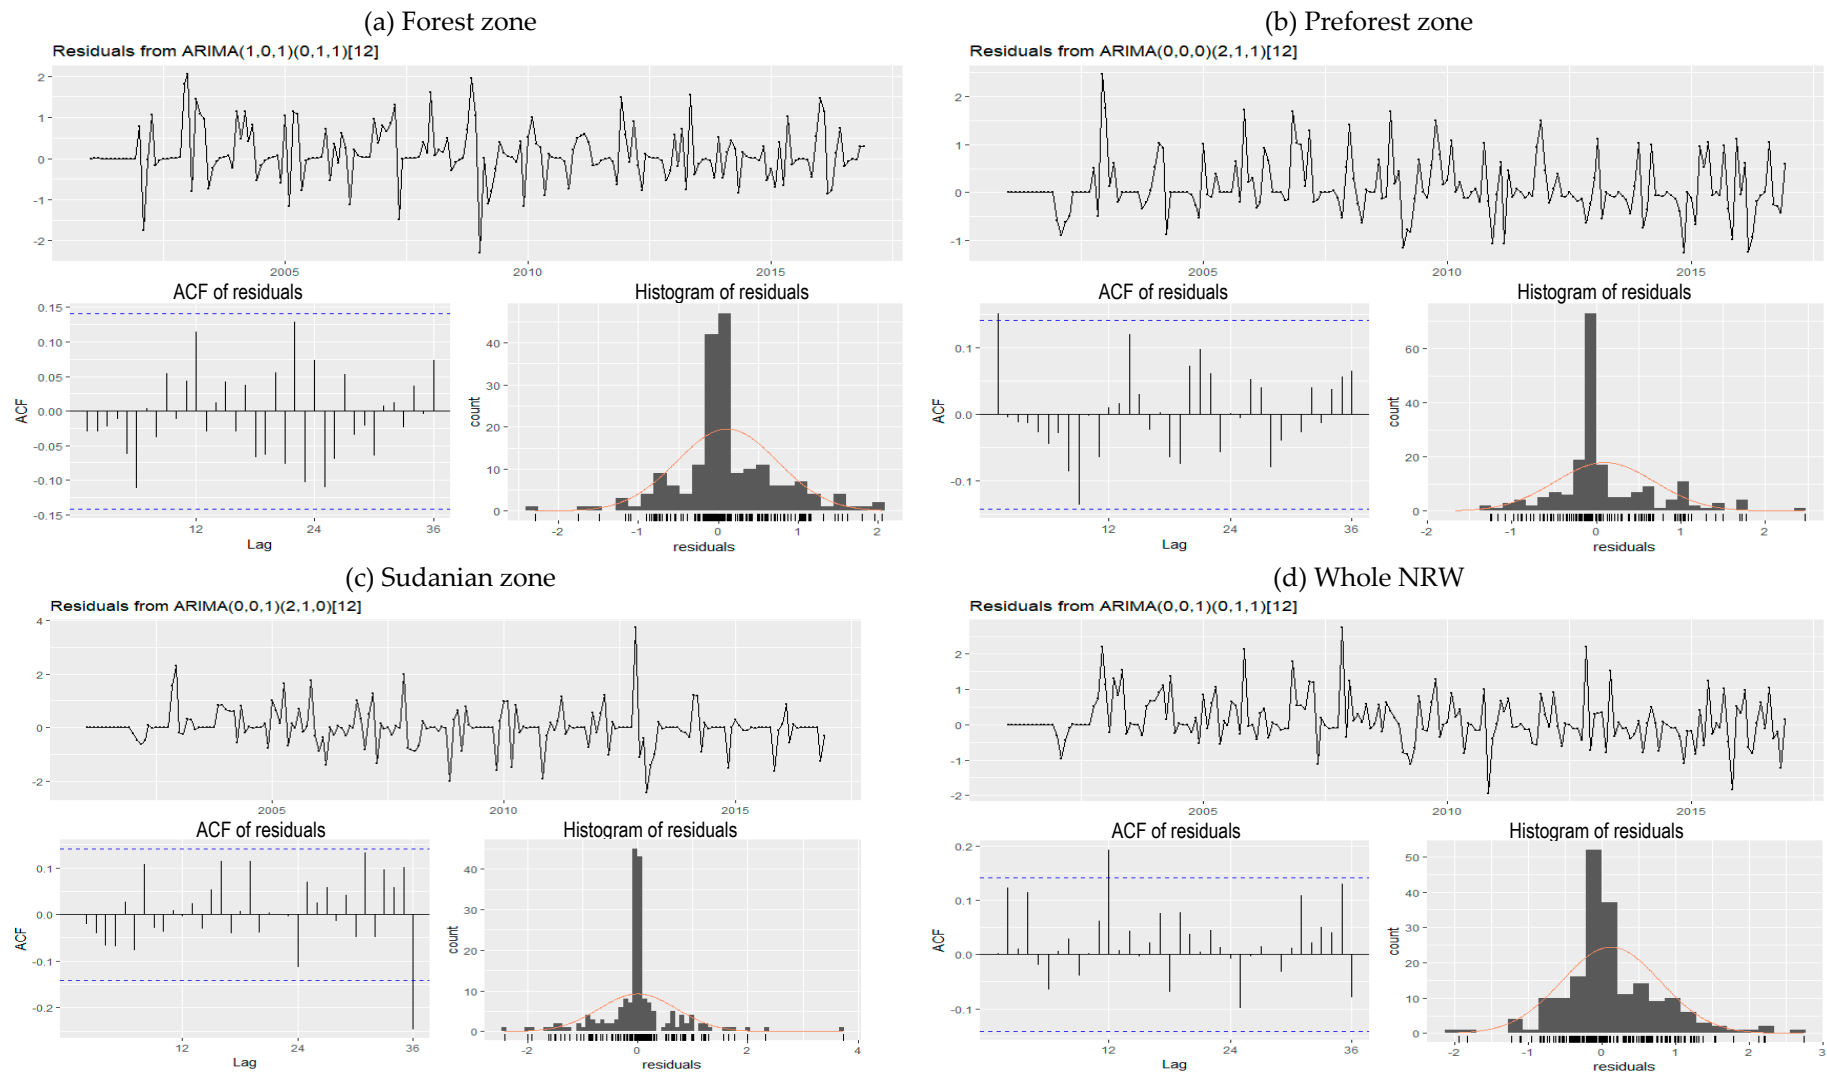 (a) Forest zone
Residuals from ARIMA(1,0,1)(0,1,1)[12]
2
1
0
-1
-2
2005 2010 2015
ACF of residuals
0.15
0.10
0.05
0.00
-0.05
-0.10
-0.15
ACF
12 24 36
Lag
Histogram of residuals
40
30
20
10
0
count
-2 -1 0 1 2
residuals
(b) Preforest zone
Residuals from ARIMA(0,0,0)(2,1,1)[12]
2
1
0
-1
2005 2010 2015
ACF of residuals
0.1
0.0
-0.1
ACF
12 24 36
Lag
Histogram of residuals
60
40
20
0
count
-2 -1 0 1 2
residuals
(c) Sudanian zone
Residuals from ARIMA(0,0,1)(2,1,0)[12]
4
2
0
-2
2005 2010 2015
ACF of residuals
0.1
0.0
-0.1
-0.2
ACF
12 24 36
Lag
Histogram of residuals
40
30
20
10
0
count
-2 0 2 4
residuals
(d) Whole NRW
Residuals from ARIMA(0,0,1)(0,1,1)[12]
2
1
0
-1
-2
2005 2010 2015
ACF of residuals
0.2
0.1
0.0
-0.1
ACF
12 24 36
Lag
Histogram of residuals
50
40
30
20
10
0
count
-2 -1 0 1 2 3
residuals